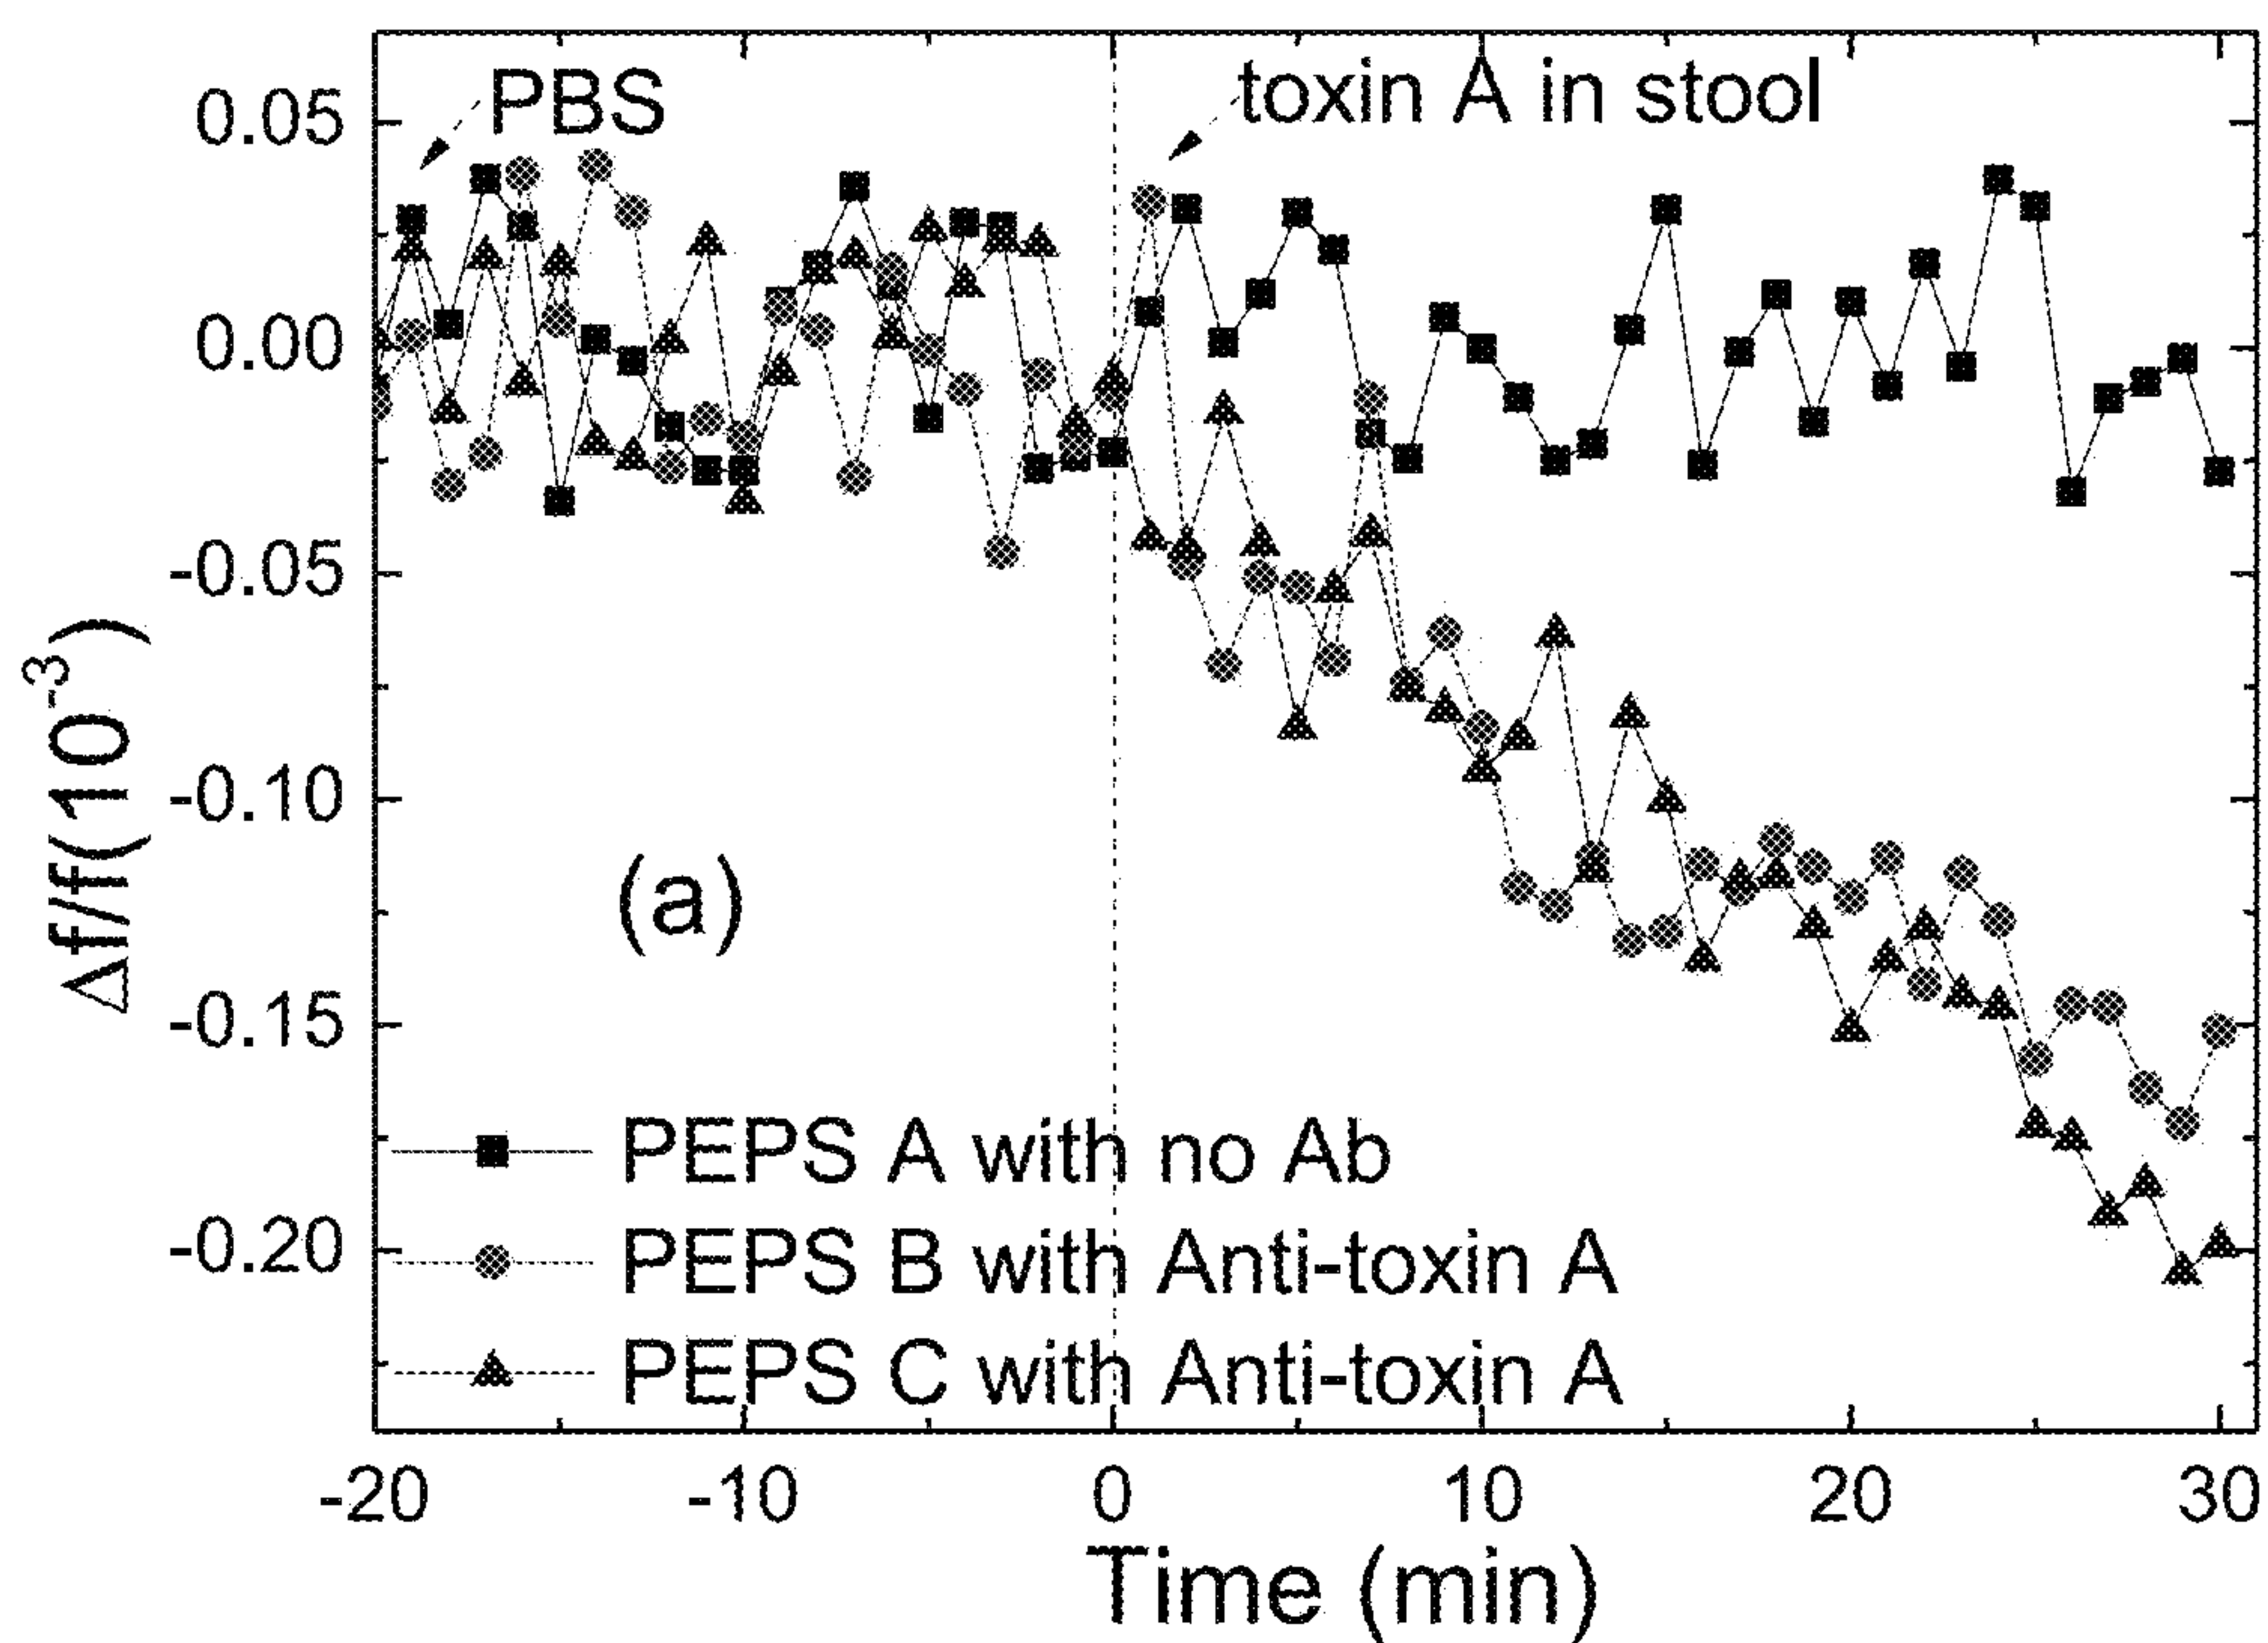 PBS
toxin A in stool
0.05
0.00
-0.05
-0.10
-0.15
-0.20
Δf/f(10⁻³)
(a)
PEPS A with no Ab
PEPS B with Anti-toxin A
PEPS C with Anti-toxin A
-20 -10 0 10 20 30
Time (min)